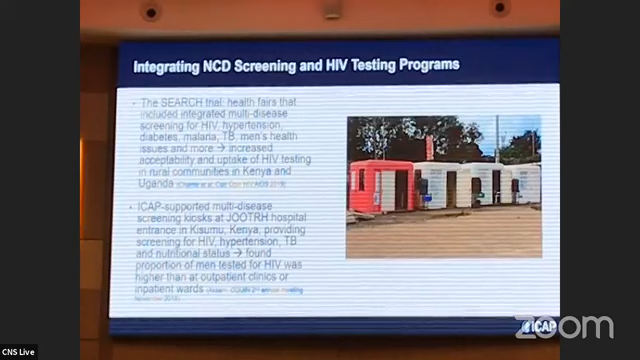 Integrating NCD Screening and HIV Testing Programs
• The SEARCH trial: health fairs that
included integrated multi-disease
screening for HIV, hypertension,
diabetes, malaria, TB, men's health
issues and more → increased
acceptability and uptake of HIV testing
in rural communities in Kenya and
Uganda
• ICAP-supported multi-disease
screening kiosks at JOOTRH hospital
entrance in Kisumu, Kenya, providing
screening for HIV, hypertension, TB
and nutritional status → found
proportion of men tested for HIV was
higher than at outpatient clinics or
inpatient wards
ICAP
zoom
CNS Live